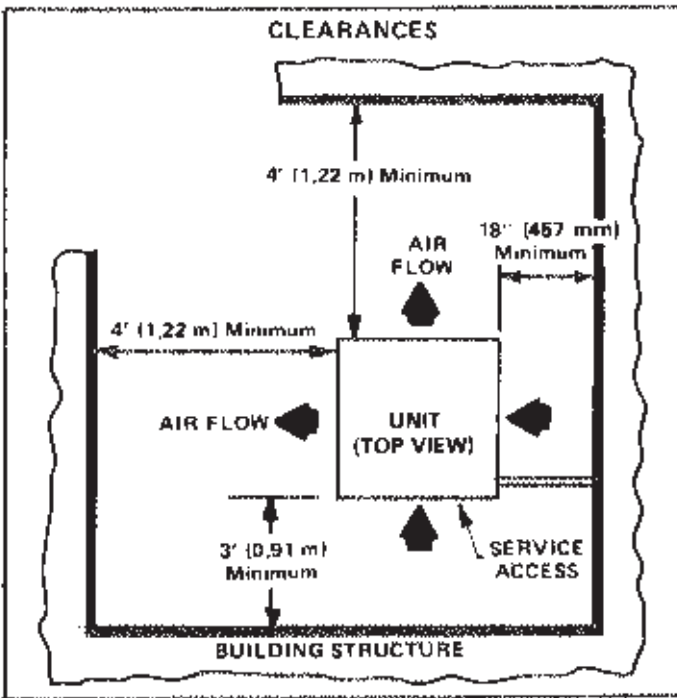 CLEARANCES
4' (1,22 m) Minimum
18'' (457 mm)
Minimum
AIR
FLOW
4' (1,22 m) Minimum
AIR FLOW
UNIT
(TOP VIEW)
3' (0,91 m)
Minimum
SERVICE
ACCESS
BUILDING STRUCTURE